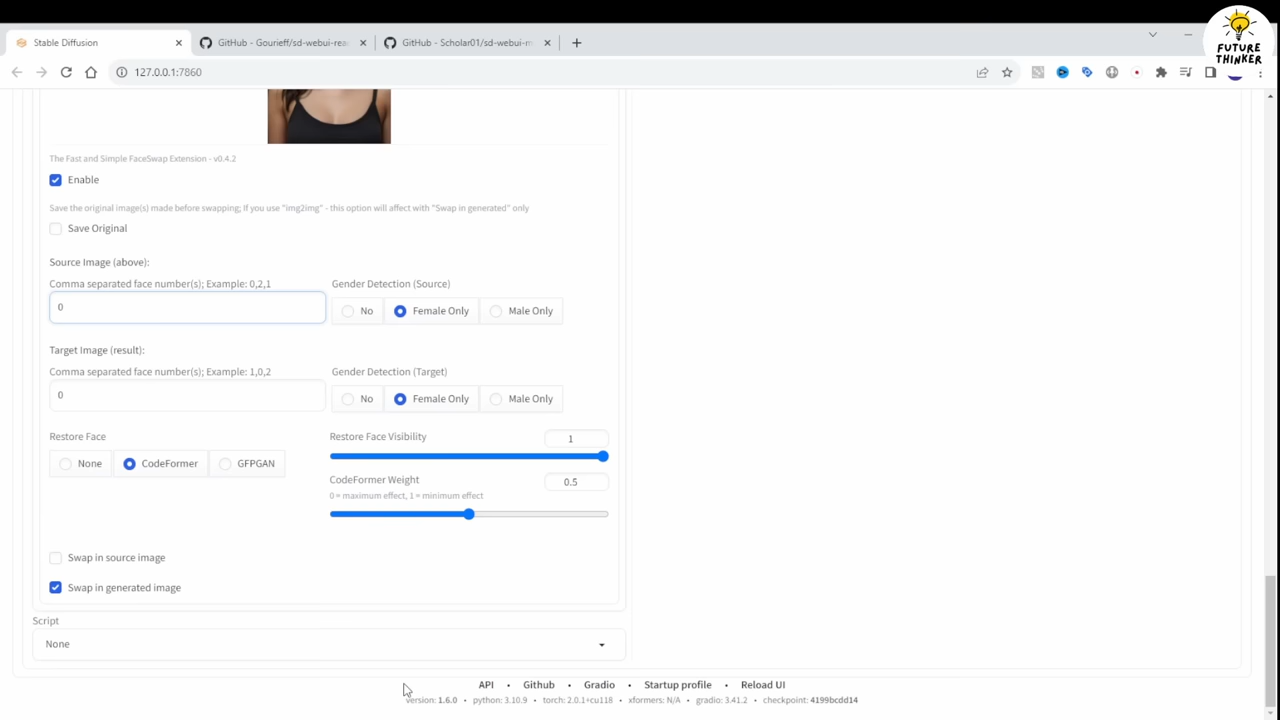 FUTURE
THINKER
Stable Diffusion
GitHub - Gourieff/sd-webui-rea
GitHub - Scholar01/sd-webui-m
127.0.0.1:7860
The Fast and Simple FaceSwap Extension - v0.4.2
Enable
Save the original image(s) made before swapping; If you use "img2img" - this option will affect with "Swap in generated" only
Save Original
Source Image (above):
Comma separated face number(s); Example: 0,2,1
Gender Detection (Source)
0
No
Female Only
Male Only
Target Image (result):
Comma separated face number(s); Example: 1,0,2
Gender Detection (Target)
0
No
Female Only
Male Only
Restore Face
Restore Face Visibility
1
None
CodeFormer
GFPGAN
CodeFormer Weight
0.5
0 = maximum effect, 1 = minimum effect
Swap in source image
Swap in generated image
Script
None
API • Github • Gradio • Startup profile • Reload UI
version: 1.6.0 • python: 3.10.9 • torch: 2.0.1+cu118 • xformers: N/A • gradio: 3.41.2 • checkpoint: 4199bcdd14